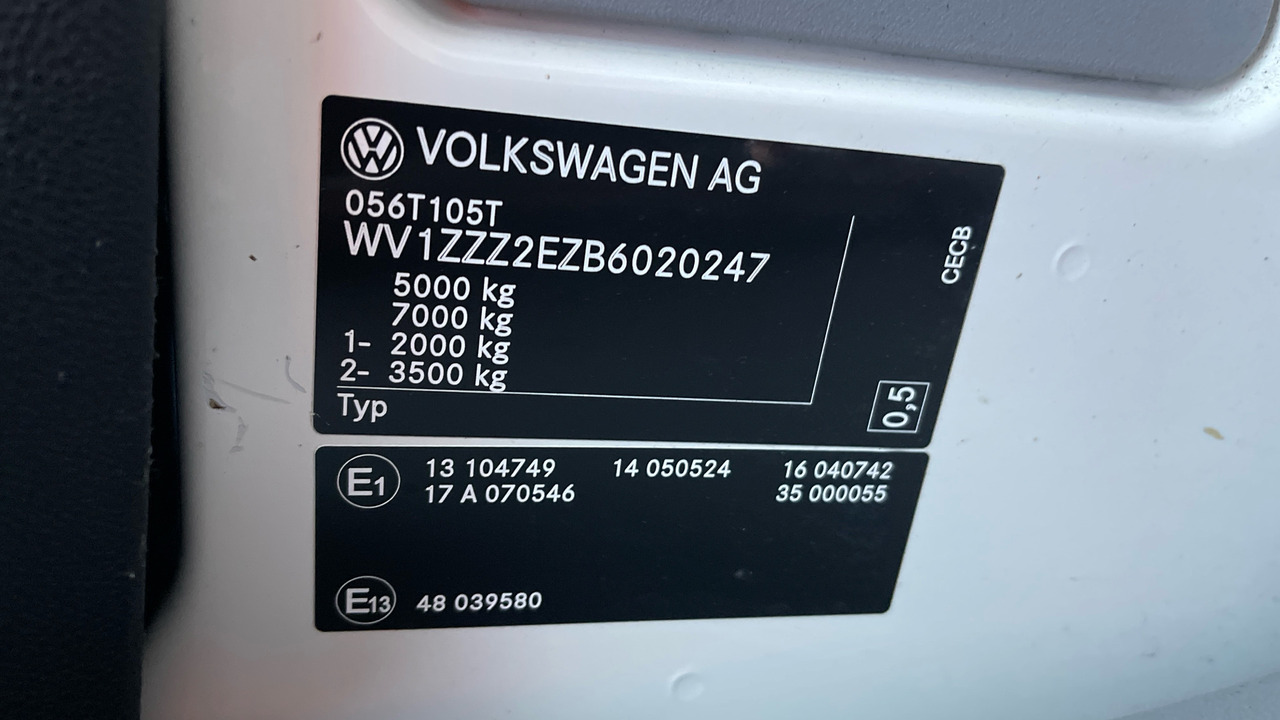 VOLKSWAGEN AG
056T105T
WV1ZZZ2EZB6020247
5000 kg
7000 kg
1- 2000 kg
2- 3500 kg
Typ
CECB
0,5
E1 13 104749 14 050524 16 040742
17 A 070546 35 000055
E13 48 039580